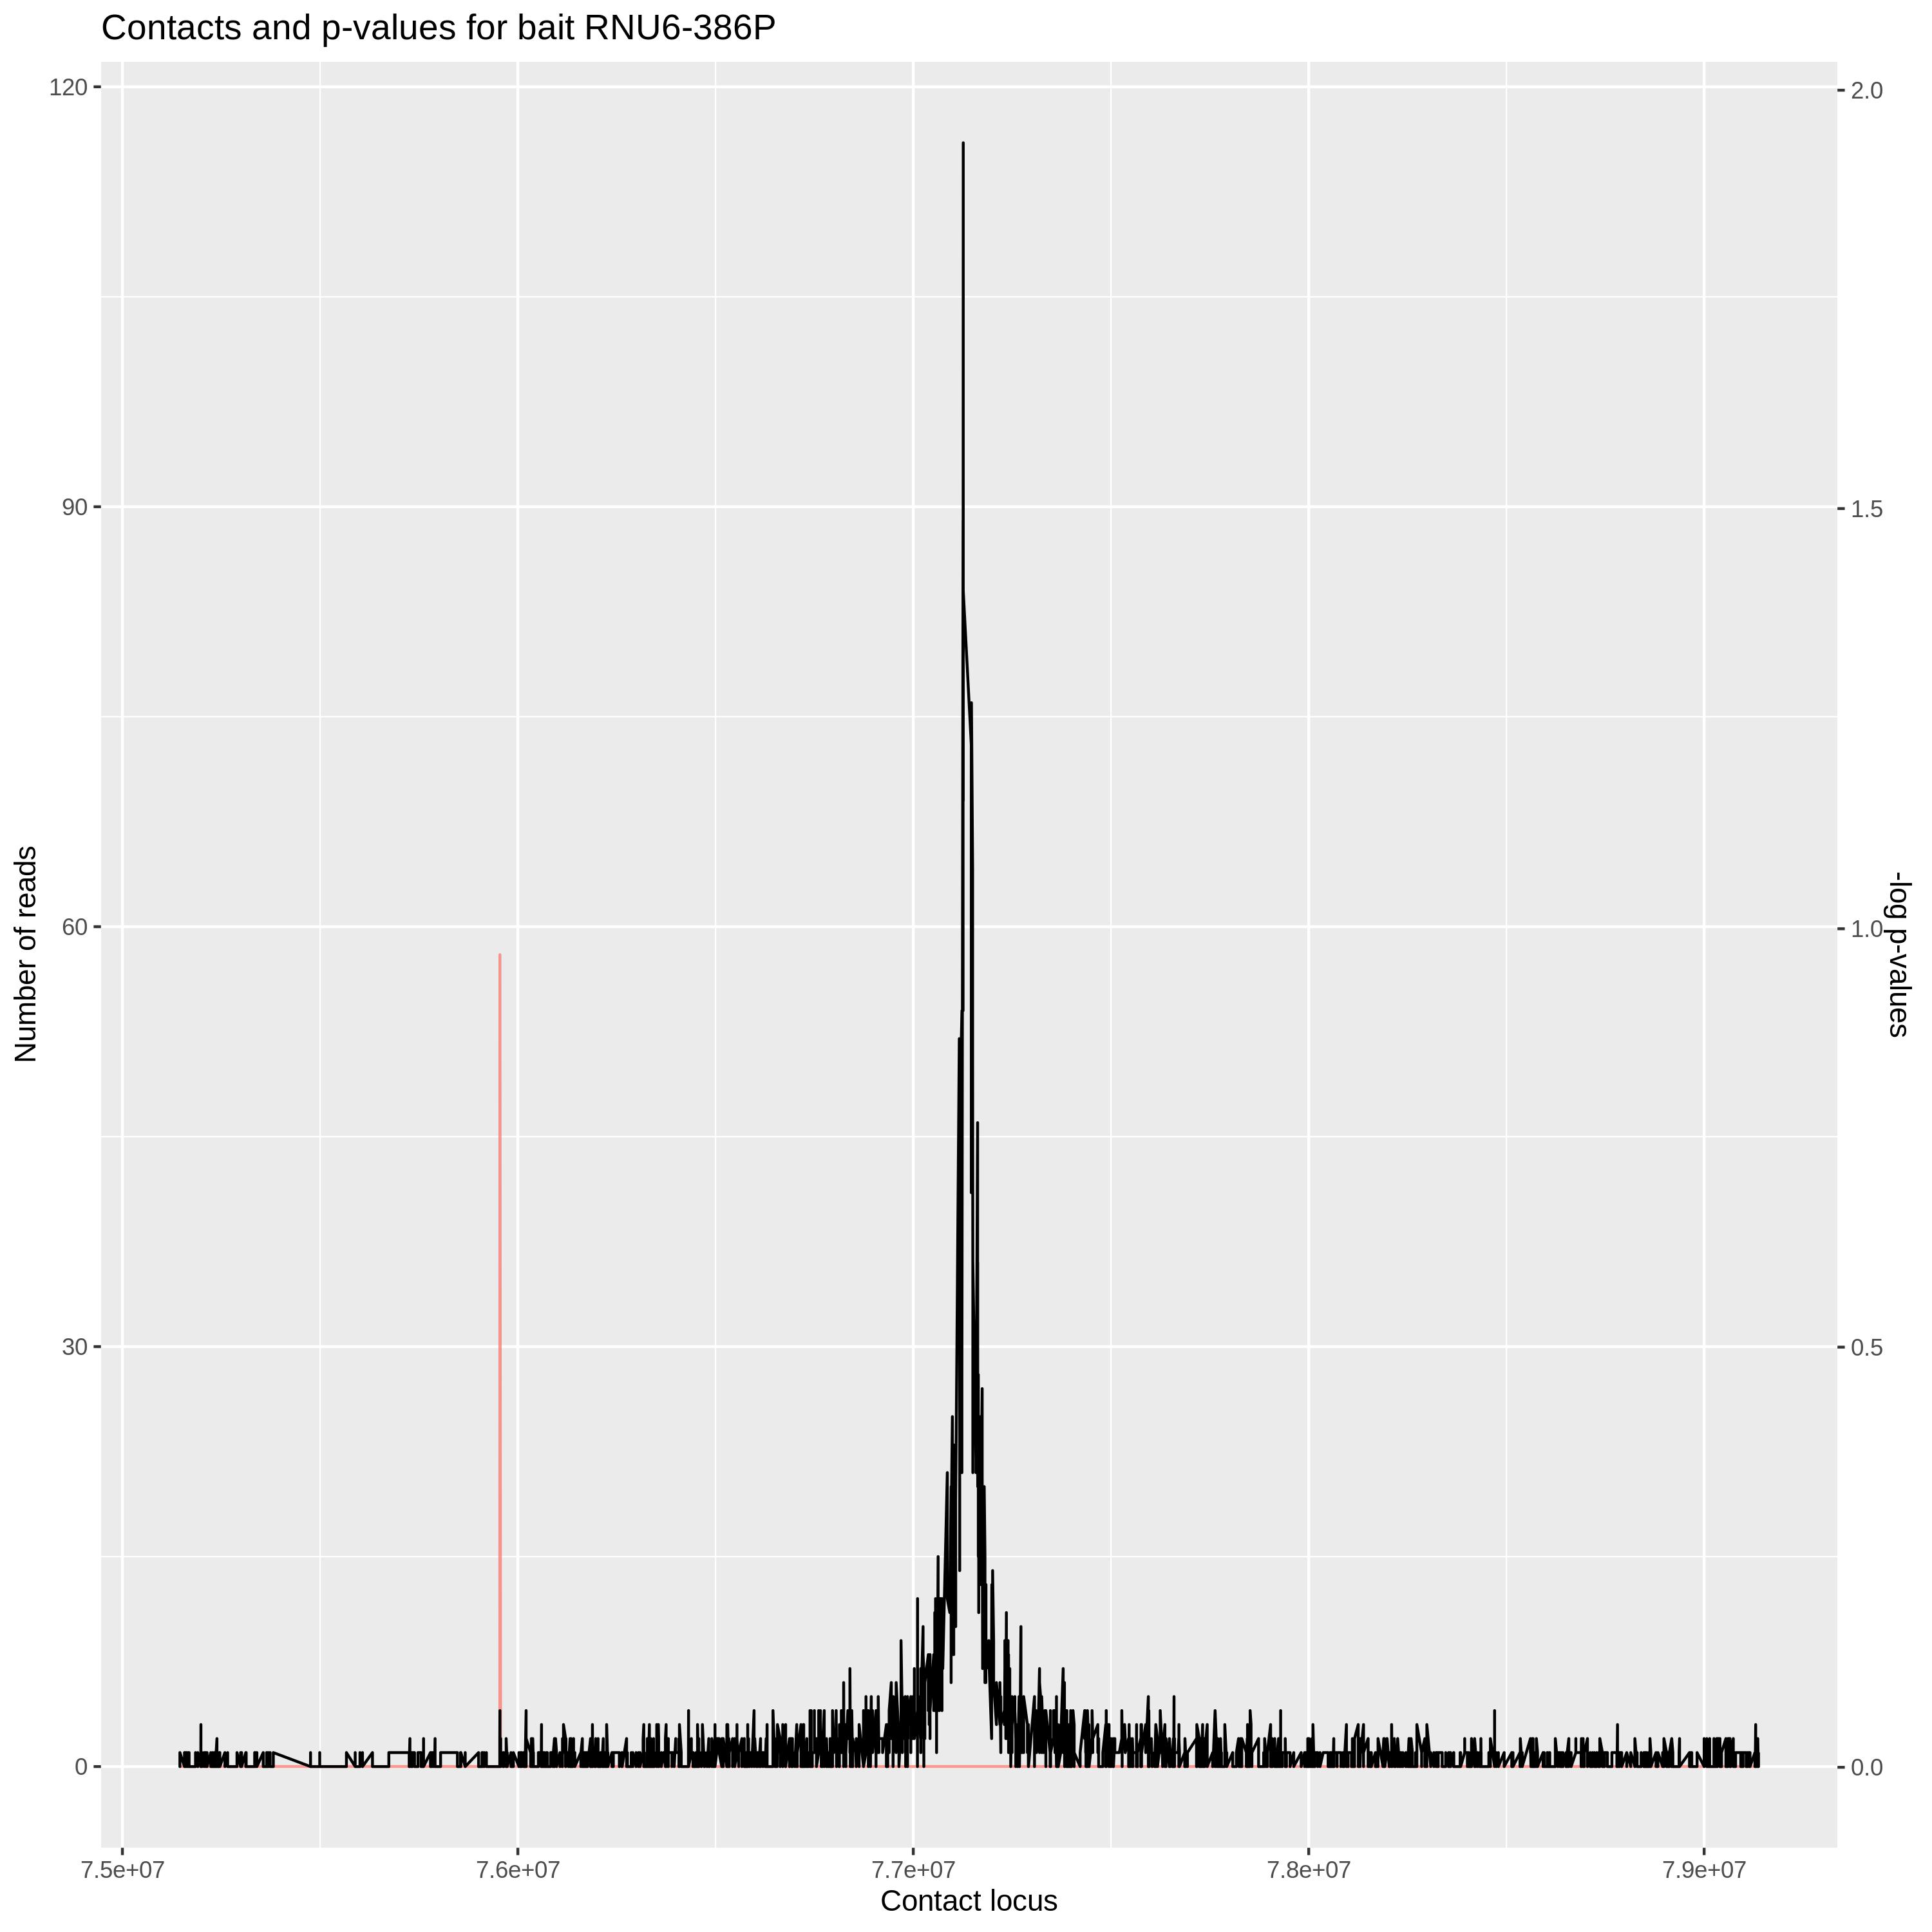 Contacts and p-values for bait RNU6-386P
120
90
60
30
0
Number of reads
2.0
1.5
1.0
0.5
0.0
-log p-values
7.5e+07
7.6e+07
7.7e+07
7.8e+07
7.9e+07
Contact locus